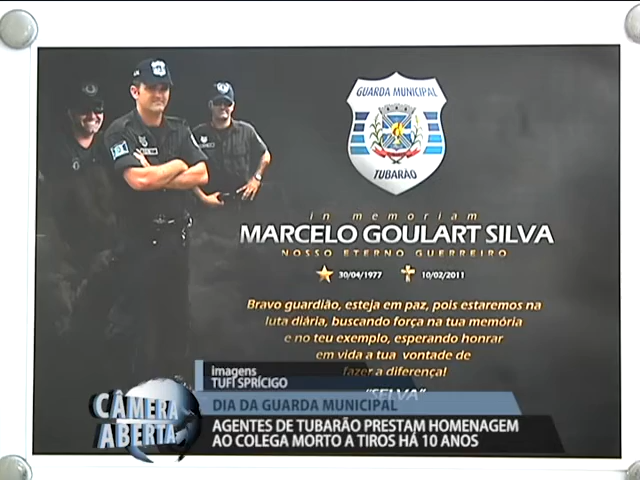 GUARDA MUNICIPAL
TUBARÃO
in memoriam
MARCELO GOULART SILVA
NOSSO ETERNO GUERREIRO
30/04/1977 10/02/2011
Bravo guardião, esteja em paz, pois estaremos na
luta diária, buscando força na tua memória
e no teu exemplo, esperando honrar
em vida a tua vontade de
fazer a diferença!
"SELVA"
imagens
TUFI SPRÍCIGO
CÂMERA
ABERTA
DIA DA GUARDA MUNICIPAL
AGENTES DE TUBARÃO PRESTAM HOMENAGEM
AO COLEGA MORTO A TIROS HÁ 10 ANOS